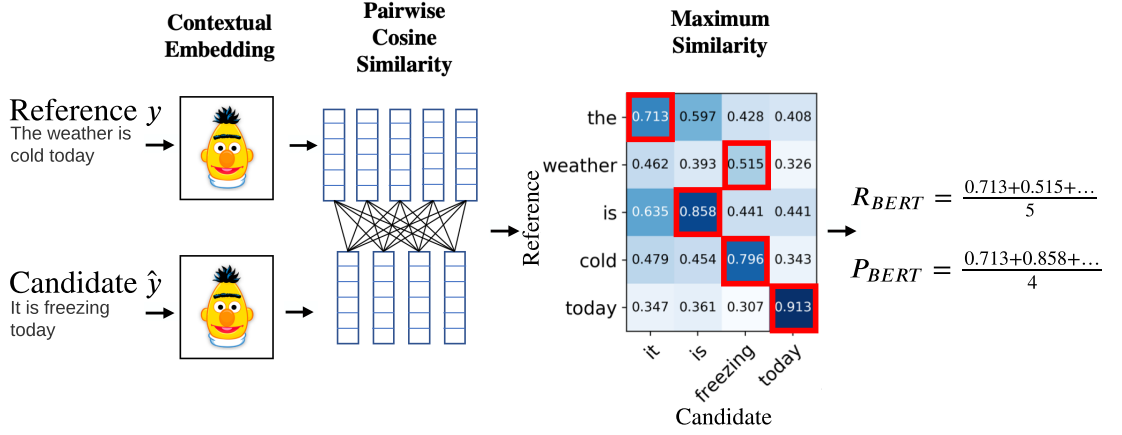 Contextual
Embedding
Pairwise
Cosine
Similarity
Maximum
Similarity
Reference y
The weather is
cold today
Candidate ŷ
It is freezing
today
Reference
the 0.713 0.597 0.428 0.408
weather 0.462 0.393 0.515 0.326
is 0.635 0.858 0.441 0.441
cold 0.479 0.454 0.796 0.343
today 0.347 0.361 0.307 0.913
it is freezing today
Candidate
R_BERT = (0.713+0.515+...)/5
P_BERT = (0.713+0.858+...)/4